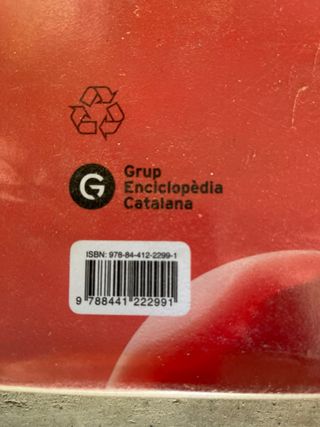 G
Grup
Enciclopèdia
Catalana
ISBN: 978-84-412-2299-1
9 788441 222991